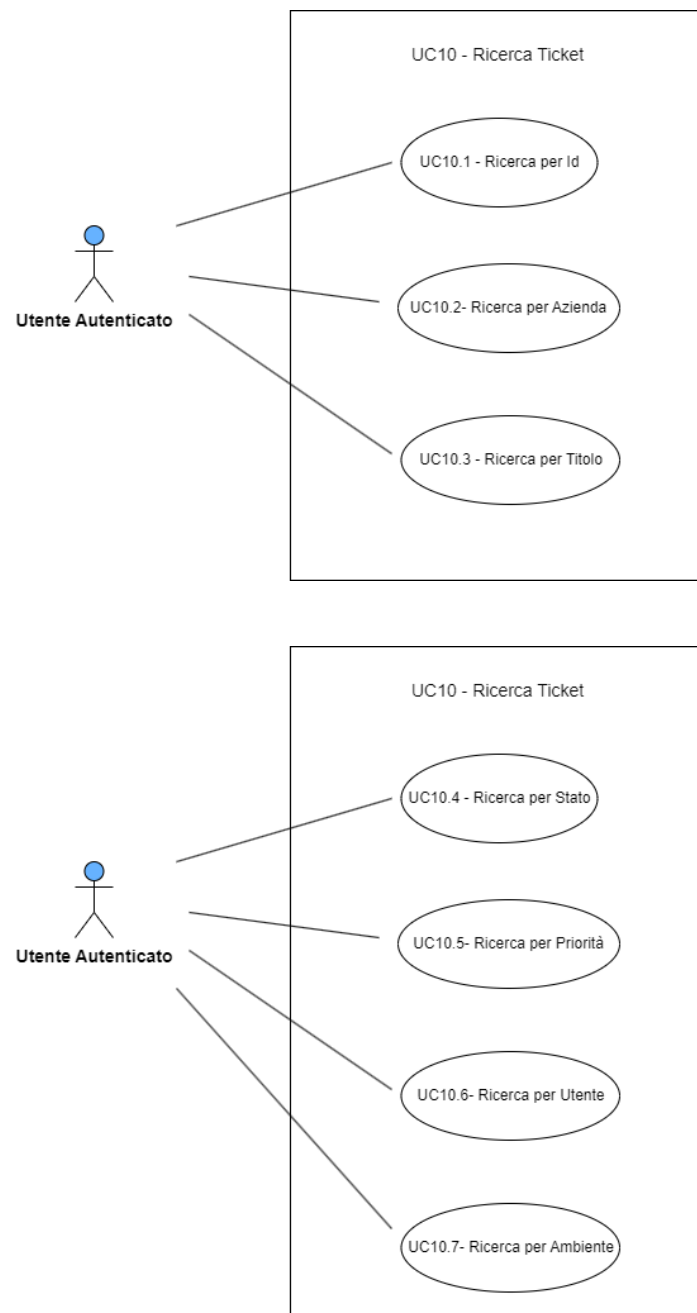 UC10 - Ricerca Ticket
UC10.1 - Ricerca per Id
UC10.2- Ricerca per Azienda
Utente Autenticato
UC10.3 - Ricerca per Titolo
UC10 - Ricerca Ticket
UC10.4 - Ricerca per Stato
UC10.5- Ricerca per Priorità
Utente Autenticato
UC10.6- Ricerca per Utente
UC10.7- Ricerca per Ambiente